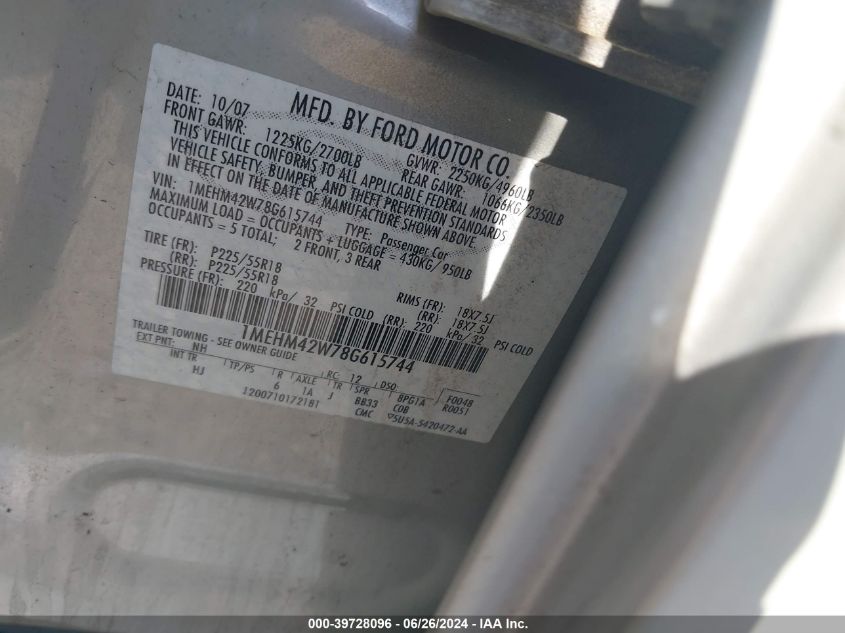 MFD. BY FORD MOTOR CO.
DATE: 10/07 GVWR: 2250KG/4960LB
FRONT GAWR: 1225KG/2700LB REAR GAWR: 1066KG/2350LB
THIS VEHICLE CONFORMS TO ALL APPLICABLE FEDERAL MOTOR
VEHICLE SAFETY, BUMPER, AND THEFT PREVENTION STANDARDS
IN EFFECT ON THE DATE OF MANUFACTURE SHOWN ABOVE.
VIN: 1MEHM42W78G615744 TYPE: Passenger Car
MAXIMUM LOAD = OCCUPANTS + LUGGAGE = 430KG/ 950LB
OCCUPANTS = 5 TOTAL; 2 FRONT, 3 REAR
TIRE (FR): P225/55R18 RIMS (FR): 18X7.5J
(RR): P225/55R18 (RR): 18X7.5J
PRESSURE (FR): 220 kPa/ 32 PSI COLD (RR): 220 kPa/ 32 PSI COLD
1MEHM42W78G615744
TRAILER TOWING - SEE OWNER GUIDE
EXT PNT: NH RC: 12 DSO: F0048
INT TR TP/PS R AXLE TR SPR BPG1A R0051
HJ 6 1A J BB33 COB
12007101721BT CMC ▽5U5A-5420472-AA
000-39728096 - 06/26/2024 - IAA Inc.